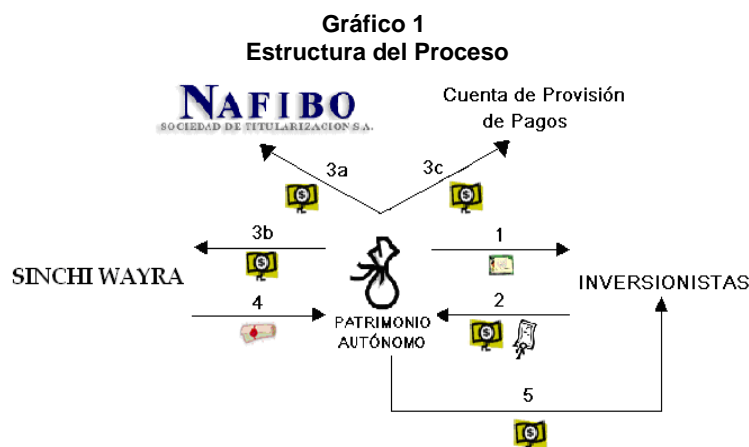 Gráfico 1
Estructura del Proceso
NAFIBO
SOCIEDAD DE TITULARIZACION S.A.
Cuenta de Provisión
de Pagos
3a
3c
3b
1
SINCHI WAYRA
INVERSIONISTAS
4
2
PATRIMONIO
AUTÓNOMO
5